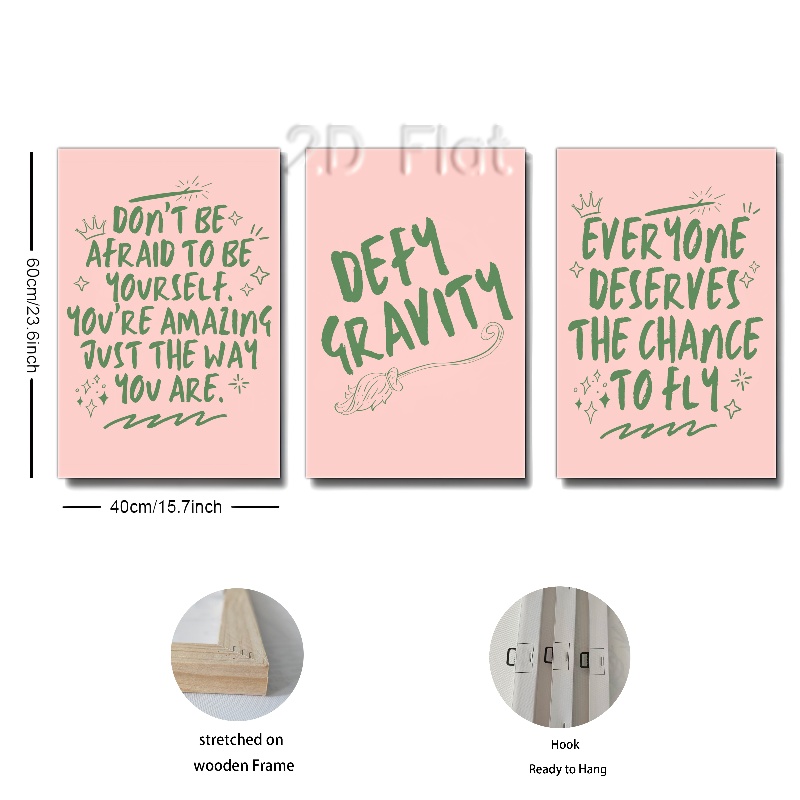 2.D Flat.
DON'T BE
AFRAID TO BE
YOURSELF.
YOU'RE AMAZING
JUST THE WAY
YOU ARE.
DEFY
GRAVITY
EVERYONE
DESERVES
THE CHANCE
TO FLY
60cm/23.6inch
40cm/15.7inch
stretched on
wooden Frame
Hook
Ready to Hang